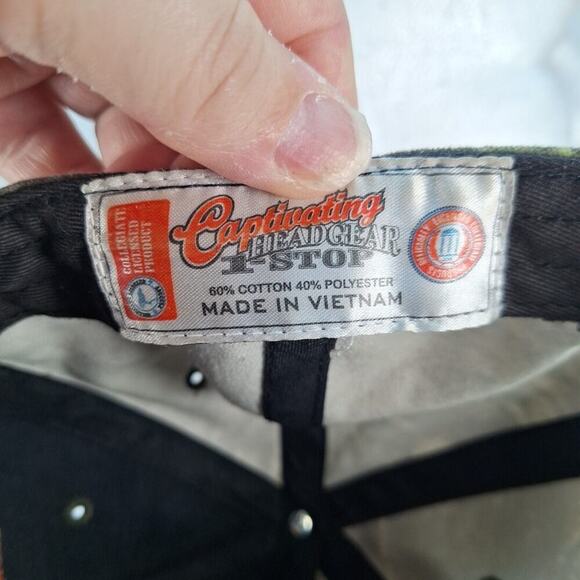 COLLEGIATE
LICENSED
PRODUCT
Captivating
HEADGEAR
1 STOP
60% COTTON 40% POLYESTER
MADE IN VIETNAM